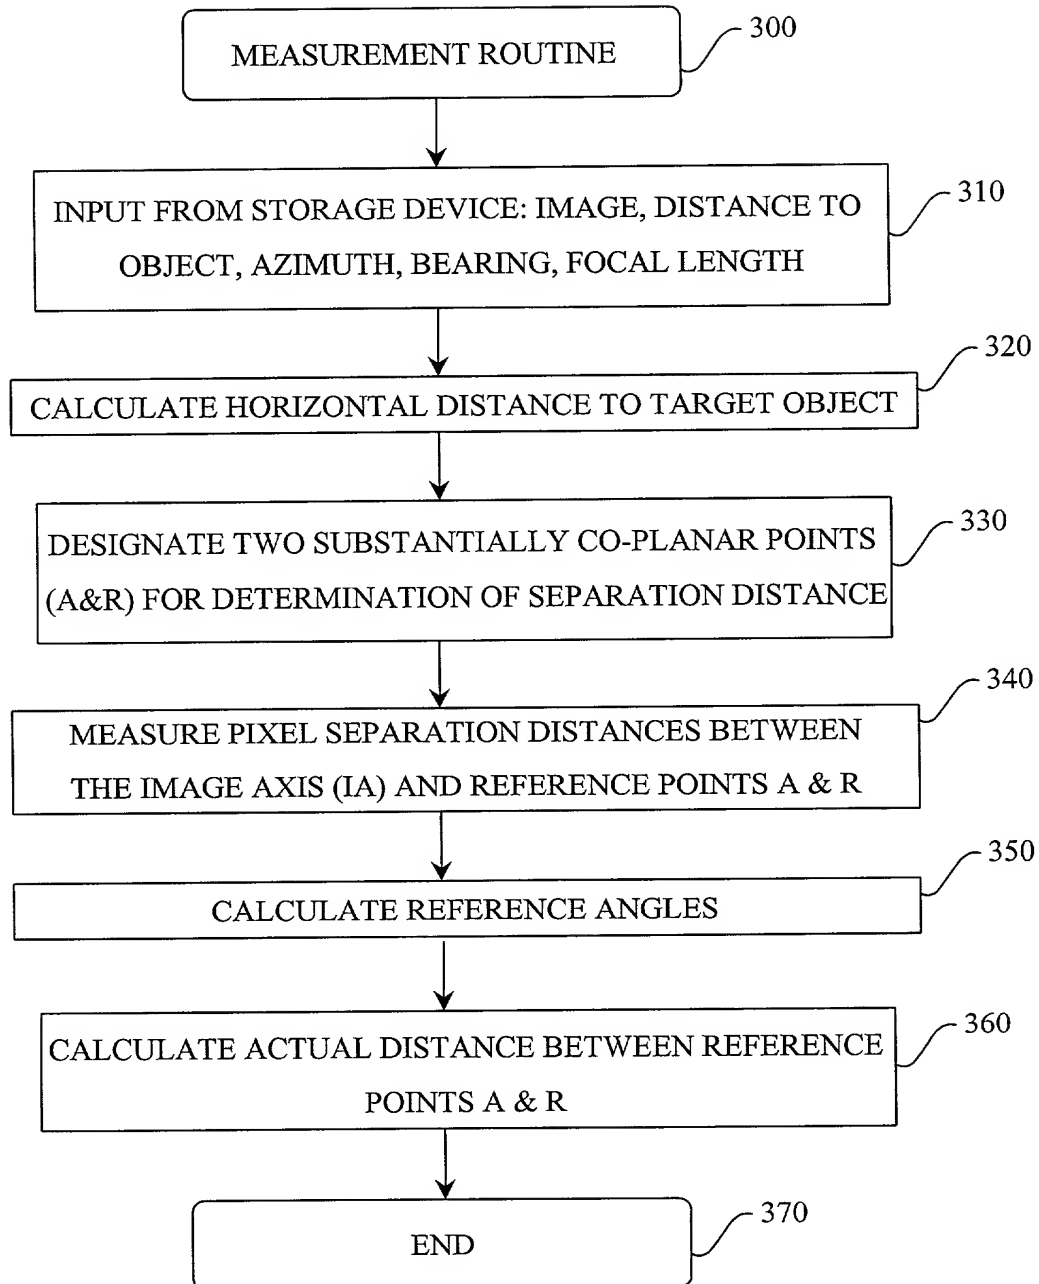 300
MEASUREMENT ROUTINE
310
INPUT FROM STORAGE DEVICE: IMAGE, DISTANCE TO
OBJECT, AZIMUTH, BEARING, FOCAL LENGTH
320
CALCULATE HORIZONTAL DISTANCE TO TARGET OBJECT
330
DESIGNATE TWO SUBSTANTIALLY CO-PLANAR POINTS
(A&R) FOR DETERMINATION OF SEPARATION DISTANCE
340
MEASURE PIXEL SEPARATION DISTANCES BETWEEN
THE IMAGE AXIS (IA) AND REFERENCE POINTS A & R
350
CALCULATE REFERENCE ANGLES
360
CALCULATE ACTUAL DISTANCE BETWEEN REFERENCE
POINTS A & R
370
END